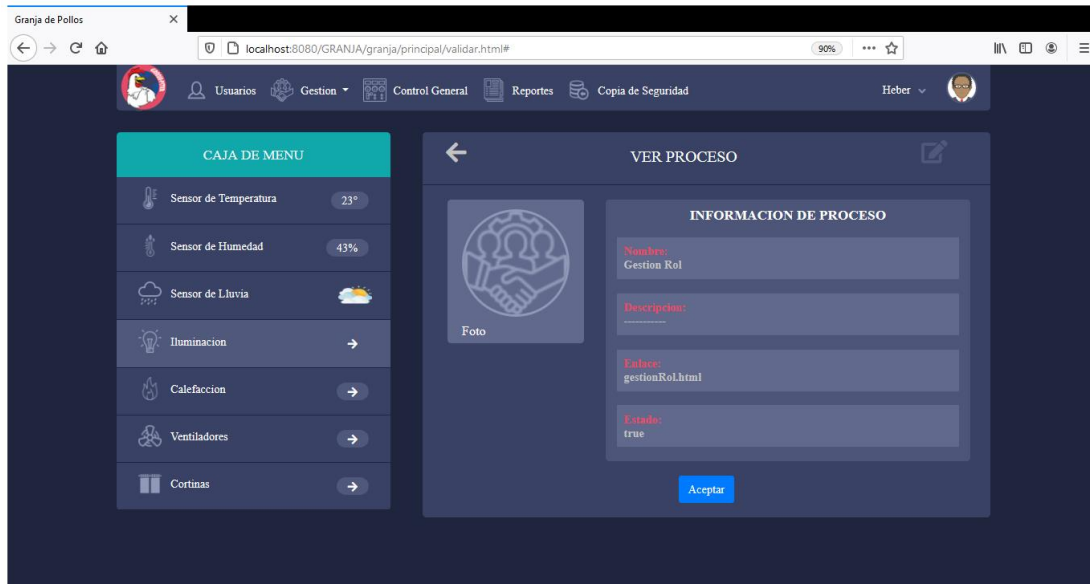 Granja de Pollos
localhost:8080/GRANJA/granja/principal/validar.html#
90%
Usuarios Gestion Control General Reportes Copia de Seguridad Heber
CAJA DE MENU
Sensor de Temperatura 23°
Sensor de Humedad 43%
Sensor de Lluvia
Iluminacion
Calefaccion
Ventiladores
Cortinas
VER PROCESO
Foto
INFORMACION DE PROCESO
Nombre:
Gestion Rol
Descripcion:
-----------
Enlace:
gestionRol.html
Estado:
true
Aceptar